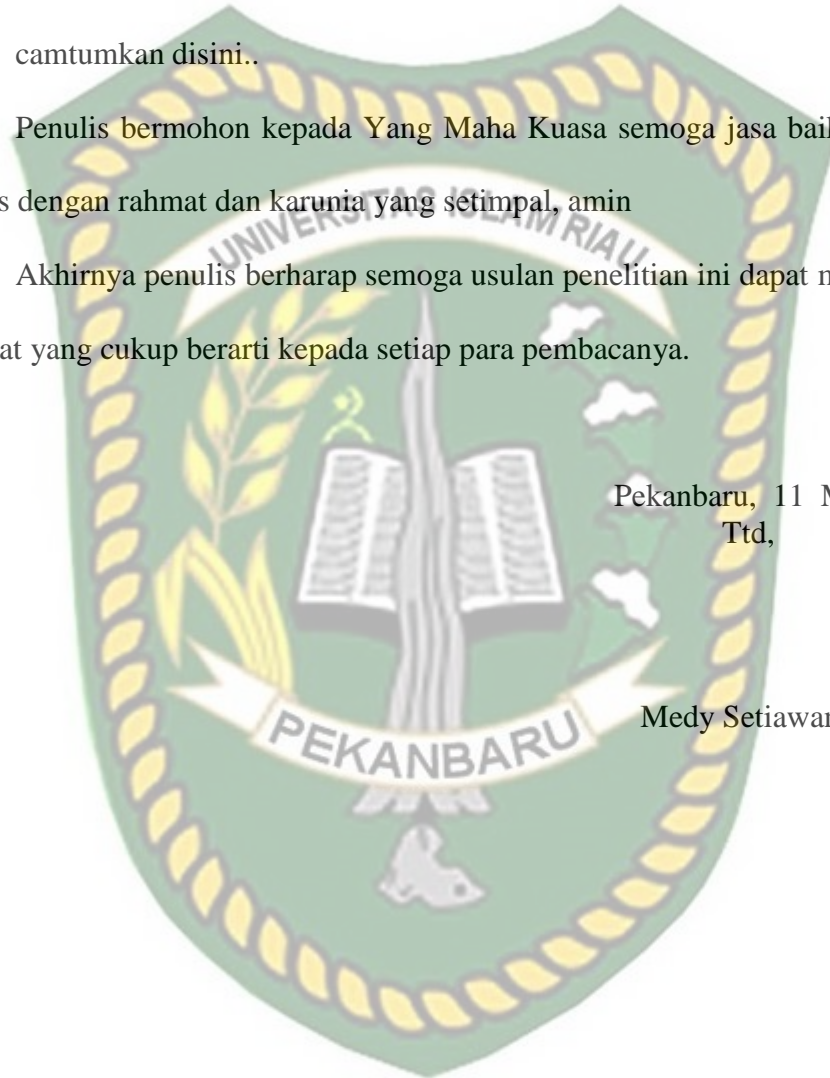 camtumkan disini..
Penulis bermohon kepada Yang Maha Kuasa semoga jasa
s dengan rahmat dan karunia yang setimpal, amin
UNIVERSITAS ISLAM RIAU
Akhirnya penulis berharap semoga usulan penelitian ini dapat
at yang cukup berarti kepada setiap para pembacanya.
Pekanbaru, 11
Ttd,
Medy Setiawan
PEKANBARU